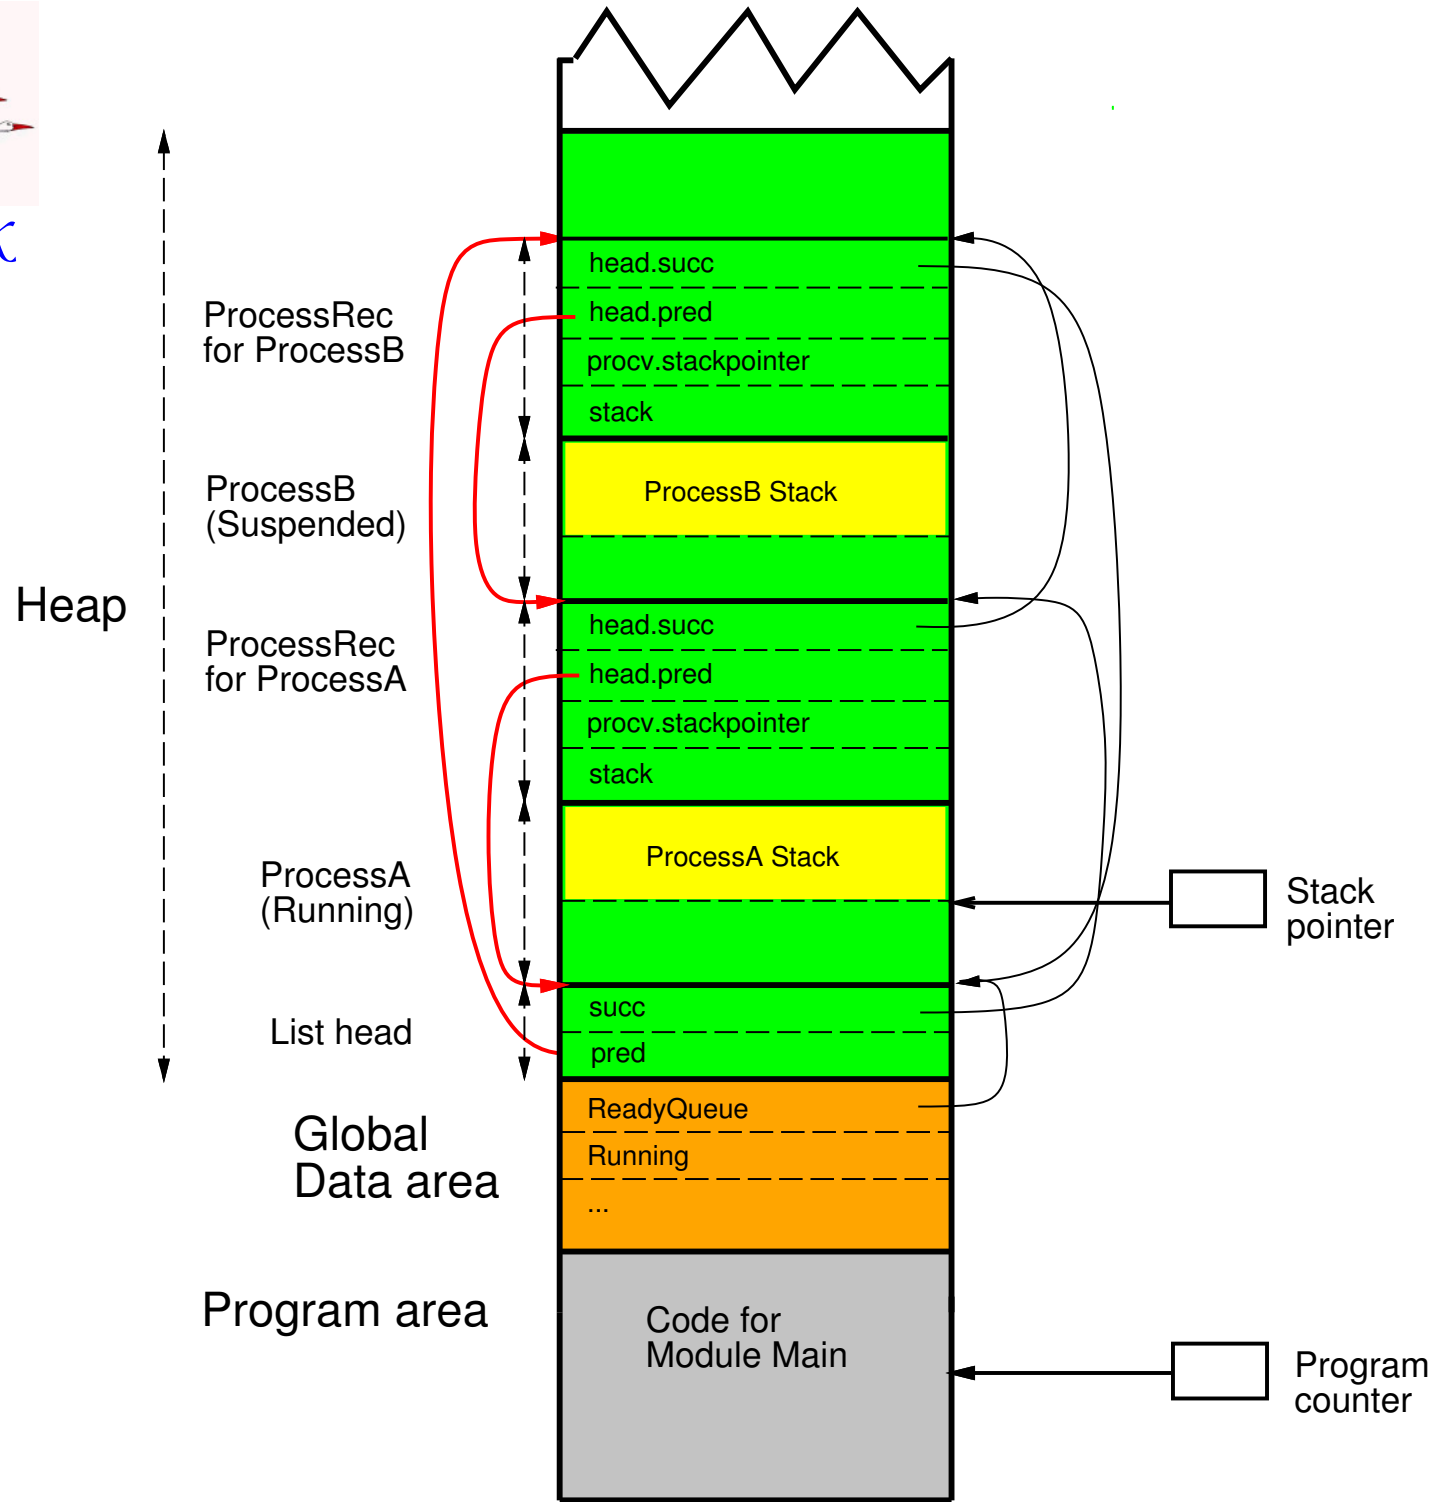 head.succ
ProcessRec
for ProcessB
head.pred
procv.stackpointer
stack
ProcessB
(Suspended)
ProcessB Stack
Heap
head.succ
ProcessRec
for ProcessA
head.pred
procv.stackpointer
stack
ProcessA
(Running)
ProcessA Stack
Stack
pointer
succ
List head
pred
Global
Data area
ReadyQueue
Running
...
Program area
Code for
Module Main
Program
counter